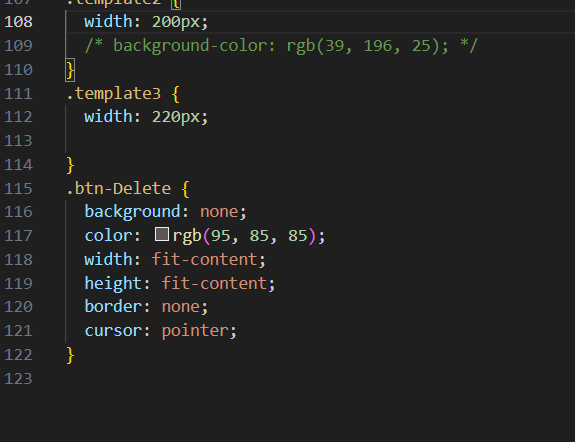 107 .template2 {
108 width: 200px;
109 /* background-color: rgb(39, 196, 25); */
110 }
111 .template3 {
112 width: 220px;
113
114 }
115 .btn-Delete {
116 background: none;
117 color: rgb(95, 85, 85);
118 width: fit-content;
119 height: fit-content;
120 border: none;
121 cursor: pointer;
122 }
123